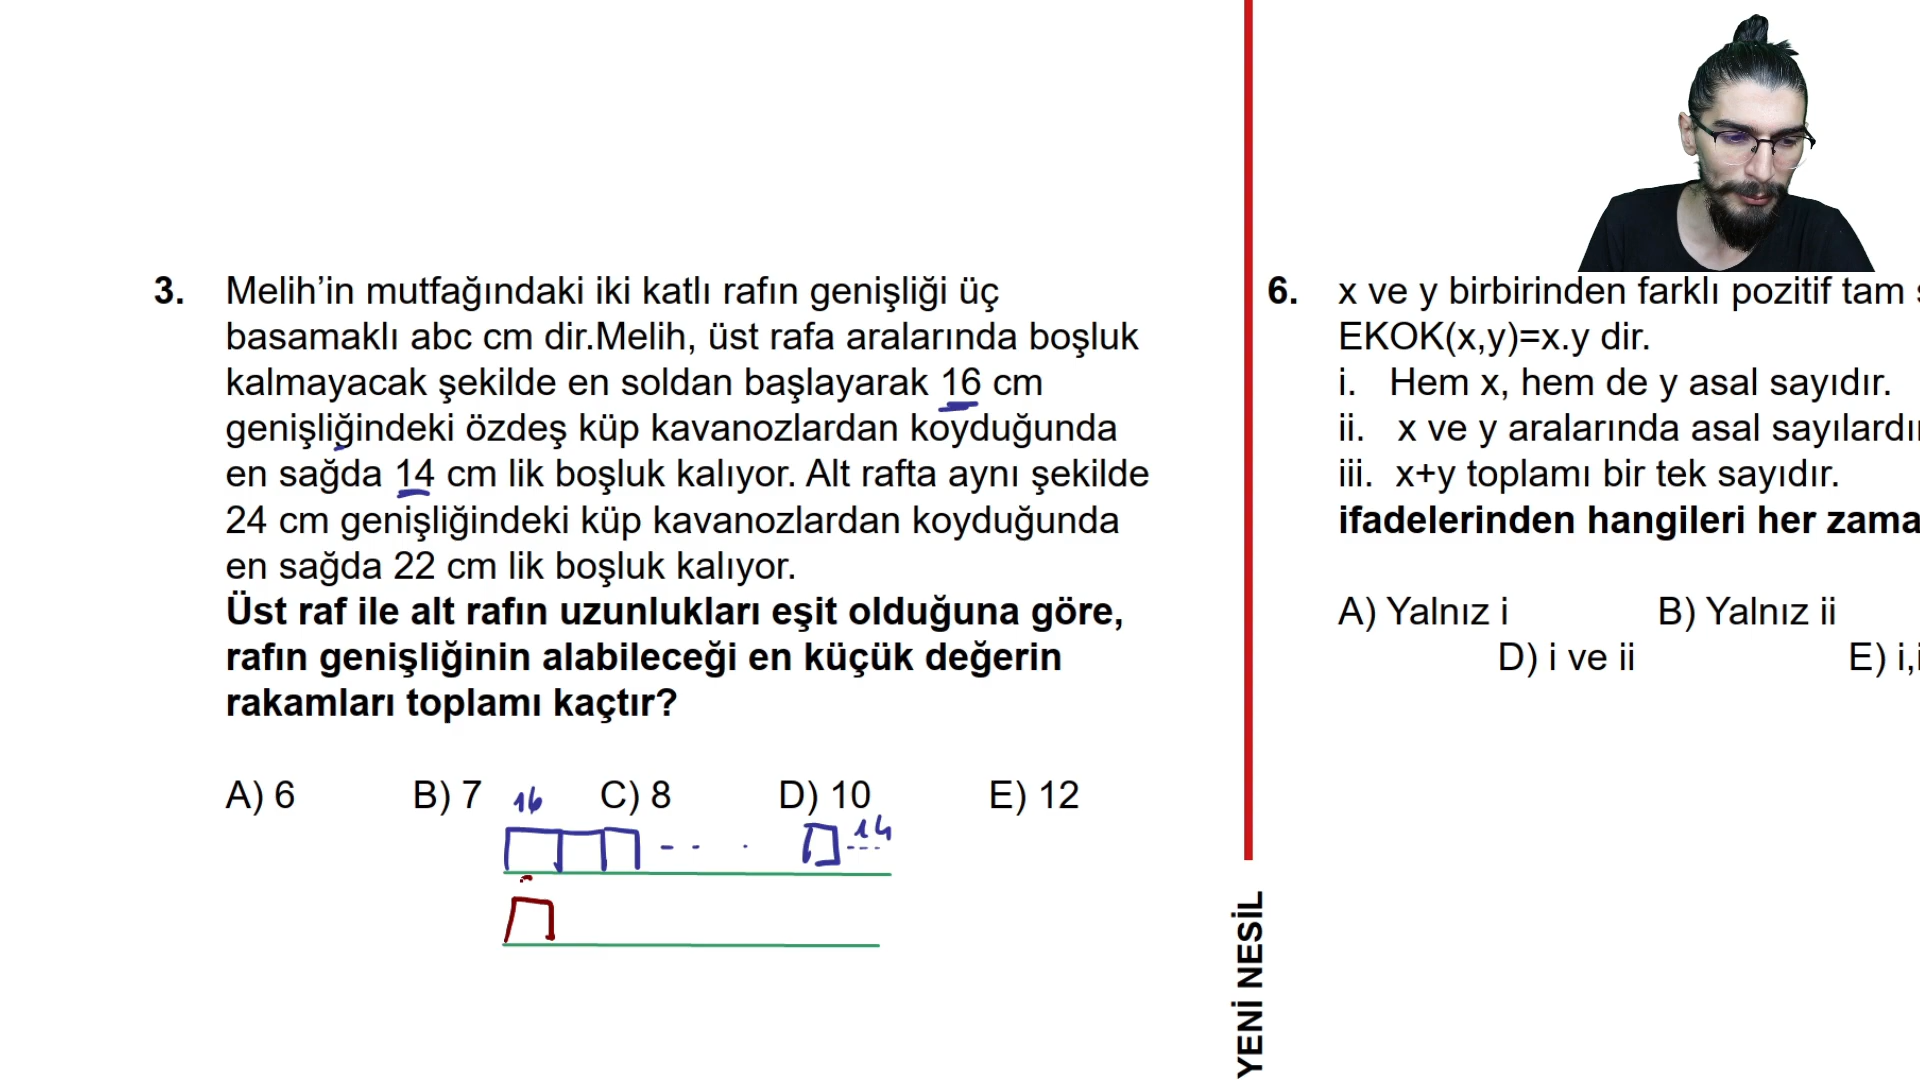 3. Melih’in mutfağındaki iki katlı rafın genişliği üç
basamaklı abc cm dir.Melih, üst rafa aralarında boşluk
kalmayacak şekilde en soldan başlayarak 16 cm
genişliğindeki özdeş küp kavanozlardan koyduğunda
en sağda 14 cm lik boşluk kalıyor. Alt rafta aynı şekilde
24 cm genişliğindeki küp kavanozlardan koyduğunda
en sağda 22 cm lik boşluk kalıyor.
Üst raf ile alt rafın uzunlukları eşit olduğuna göre,
rafın genişliğinin alabileceği en küçük değerin
rakamları toplamı kaçtır?
A) 6 B) 7 C) 8 D) 10 E) 12
16
14
YENİ NESİL
6. x ve y birbirinden farklı pozitif tam
EKOK(x,y)=x.y dir.
i. Hem x, hem de y asal sayıdır.
ii. x ve y aralarında asal
iii. x+y toplamı bir tek sayıdır.
ifadelerinden hangileri her
A) Yalnız i B) Yalnız ii
D) i ve ii E) i,